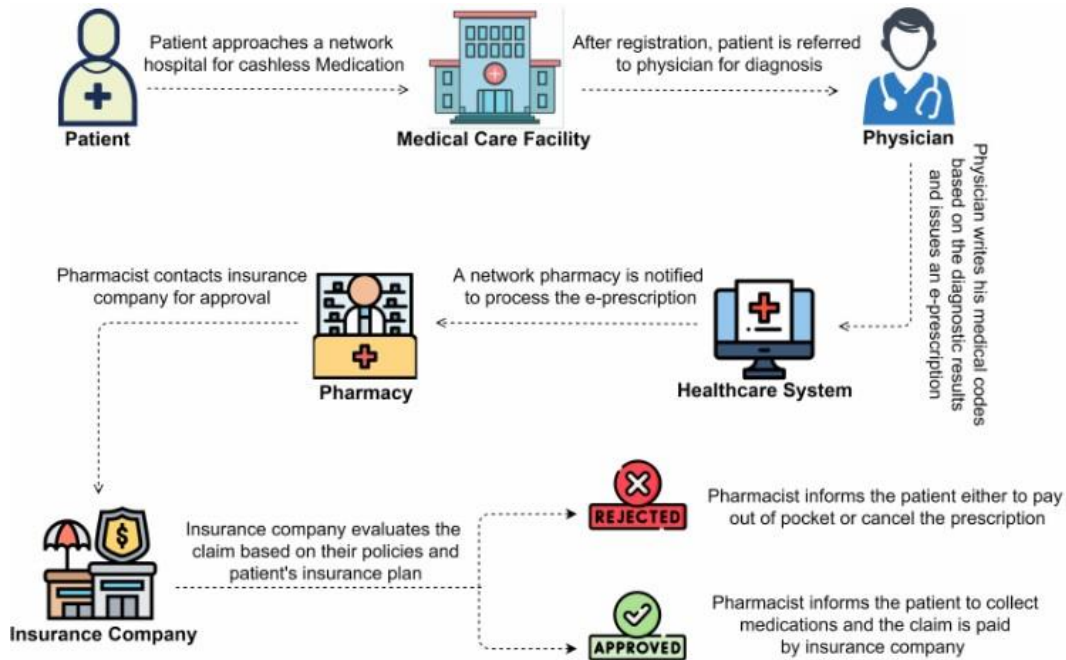 Patient approaches a network
hospital for cashless Medication
Patient
Medical Care Facility
After registration, patient is referred
to physician for diagnosis
Physician
Physician writes his medical codes
based on the diagnostic results
and issues an e-prescription
Healthcare System
A network pharmacy is notified
to process the e-prescription
Pharmacy
Pharmacist contacts insurance
company for approval
$
Insurance Company
Insurance company evaluates the
claim based on their policies and
patient's insurance plan
REJECTED
Pharmacist informs the patient either to pay
out of pocket or cancel the prescription
APPROVED
Pharmacist informs the patient to collect
medications and the claim is paid
by insurance company